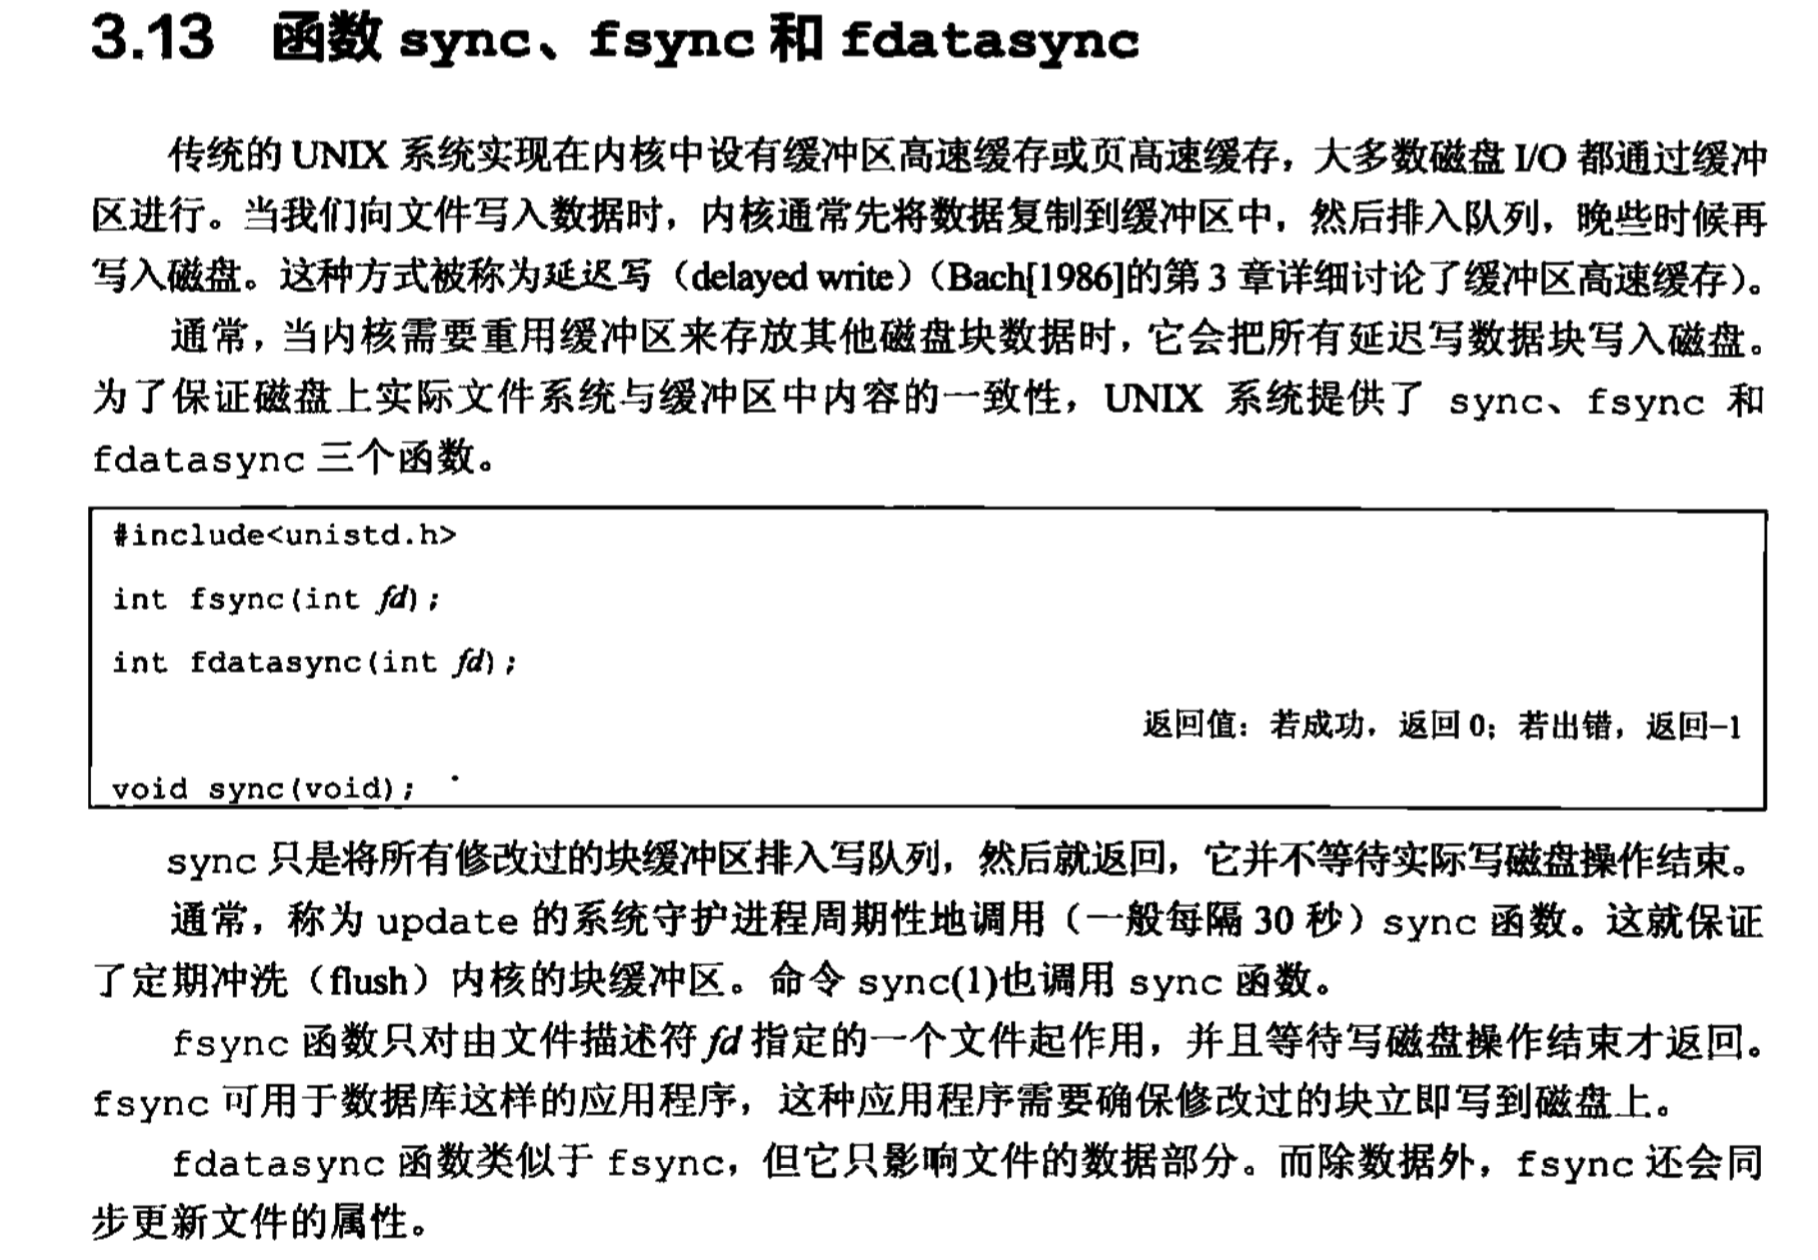 3.13 函数 sync、fsync 和 fdatasync
传统的 UNIX 系统实现在内核中设有缓冲区高速缓存或页高速缓存，大多数磁盘 I/O 都通过缓冲
区进行。当我们向文件写入数据时，内核通常先将数据复制到缓冲区中，然后排入队列，晚些时候再
写入磁盘。这种方式被称为延迟写（delayed write）（Bach[1986]的第 3 章详细讨论了缓冲区高速缓存）。
通常，当内核需要重用缓冲区来存放其他磁盘块数据时，它会把所有延迟写数据块写入磁盘。
为了保证磁盘上实际文件系统与缓冲区中内容的一致性，UNIX 系统提供了 sync、fsync 和
fdatasync 三个函数。
#include<unistd.h>
int fsync(int fd);
int fdatasync(int fd);
返回值：若成功，返回 0；若出错，返回-1
void sync(void);
sync 只是将所有修改过的块缓冲区排入写队列，然后就返回，它并不等待实际写磁盘操作结束。
通常，称为 update 的系统守护进程周期性地调用（一般每隔 30 秒）sync 函数。这就保证
了定期冲洗（flush）内核的块缓冲区。命令 sync(1)也调用 sync 函数。
fsync 函数只对由文件描述符 fd 指定的一个文件起作用，并且等待写磁盘操作结束才返回。
fsync 可用于数据库这样的应用程序，这种应用程序需要确保修改过的块立即写到磁盘上。
fdatasync 函数类似于 fsync，但它只影响文件的数据部分。而除数据外，fsync 还会同
步更新文件的属性。